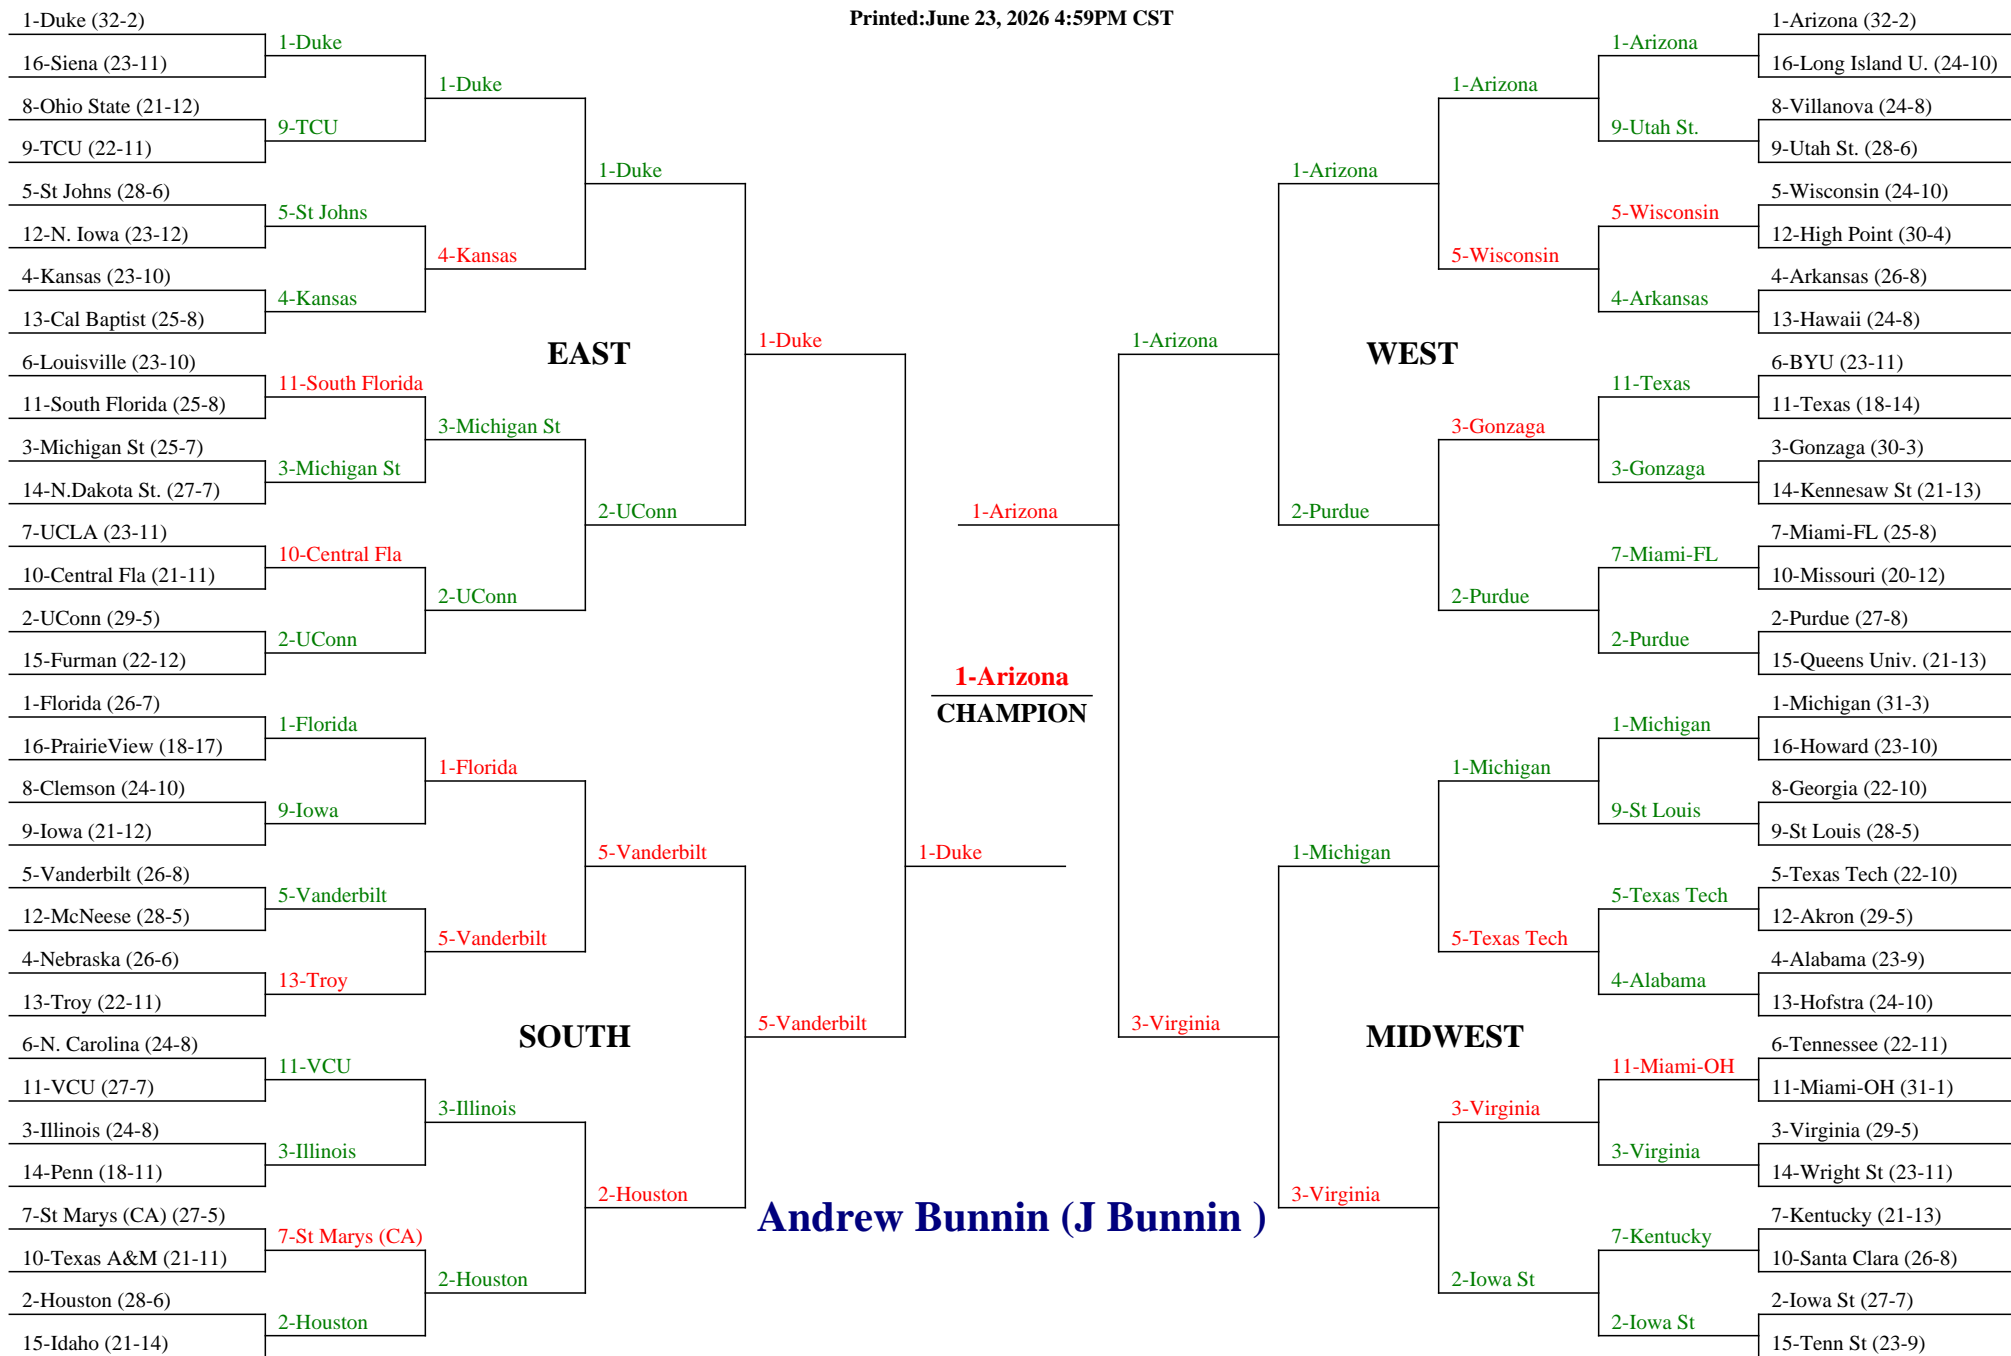 Printed:June 23, 2026 4:59PM CST
1-Duke (32-2)
16-Siena (23-11)
8-Ohio State (21-12)
9-TCU (22-11)
5-St Johns (28-6)
12-N. Iowa (23-12)
4-Kansas (23-10)
13-Cal Baptist (25-8)
6-Louisville (23-10)
11-South Florida (25-8)
3-Michigan St (25-7)
14-N.Dakota St. (27-7)
7-UCLA (23-11)
10-Central Fla (21-11)
2-UConn (29-5)
15-Furman (22-12)
1-Florida (26-7)
16-PrairieView (18-17)
8-Clemson (24-10)
9-Iowa (21-12)
5-Vanderbilt (26-8)
12-McNeese (28-5)
4-Nebraska (26-6)
13-Troy (22-11)
6-N. Carolina (24-8)
11-VCU (27-7)
3-Illinois (24-8)
14-Penn (18-11)
7-St Marys (CA) (27-5)
10-Texas A&M (21-11)
2-Houston (28-6)
15-Idaho (21-14)
1-Duke
9-TCU
5-St Johns
4-Kansas
11-South Florida
3-Michigan St
10-Central Fla
2-UConn
1-Florida
9-Iowa
5-Vanderbilt
13-Troy
11-VCU
3-Illinois
7-St Marys (CA)
2-Houston
1-Duke
4-Kansas
3-Michigan St
2-UConn
1-Florida
5-Vanderbilt
3-Illinois
2-Houston
1-Duke
2-UConn
5-Vanderbilt
2-Houston
EAST
SOUTH
1-Duke
5-Vanderbilt
1-Duke
1-Arizona
1-Arizona
CHAMPION
Andrew Bunnin (J Bunnin )
1-Arizona
3-Virginia
WEST
MIDWEST
1-Arizona
2-Purdue
1-Michigan
3-Virginia
1-Arizona
5-Wisconsin
3-Gonzaga
2-Purdue
1-Michigan
5-Texas Tech
3-Virginia
2-Iowa St
1-Arizona
9-Utah St.
5-Wisconsin
4-Arkansas
11-Texas
3-Gonzaga
7-Miami-FL
2-Purdue
1-Michigan
9-St Louis
5-Texas Tech
4-Alabama
11-Miami-OH
3-Virginia
7-Kentucky
2-Iowa St
1-Arizona (32-2)
16-Long Island U. (24-10)
8-Villanova (24-8)
9-Utah St. (28-6)
5-Wisconsin (24-10)
12-High Point (30-4)
4-Arkansas (26-8)
13-Hawaii (24-8)
6-BYU (23-11)
11-Texas (18-14)
3-Gonzaga (30-3)
14-Kennesaw St (21-13)
7-Miami-FL (25-8)
10-Missouri (20-12)
2-Purdue (27-8)
15-Queens Univ. (21-13)
1-Michigan (31-3)
16-Howard (23-10)
8-Georgia (22-10)
9-St Louis (28-5)
5-Texas Tech (22-10)
12-Akron (29-5)
4-Alabama (23-9)
13-Hofstra (24-10)
6-Tennessee (22-11)
11-Miami-OH (31-1)
3-Virginia (29-5)
14-Wright St (23-11)
7-Kentucky (21-13)
10-Santa Clara (26-8)
2-Iowa St (27-7)
15-Tenn St (23-9)